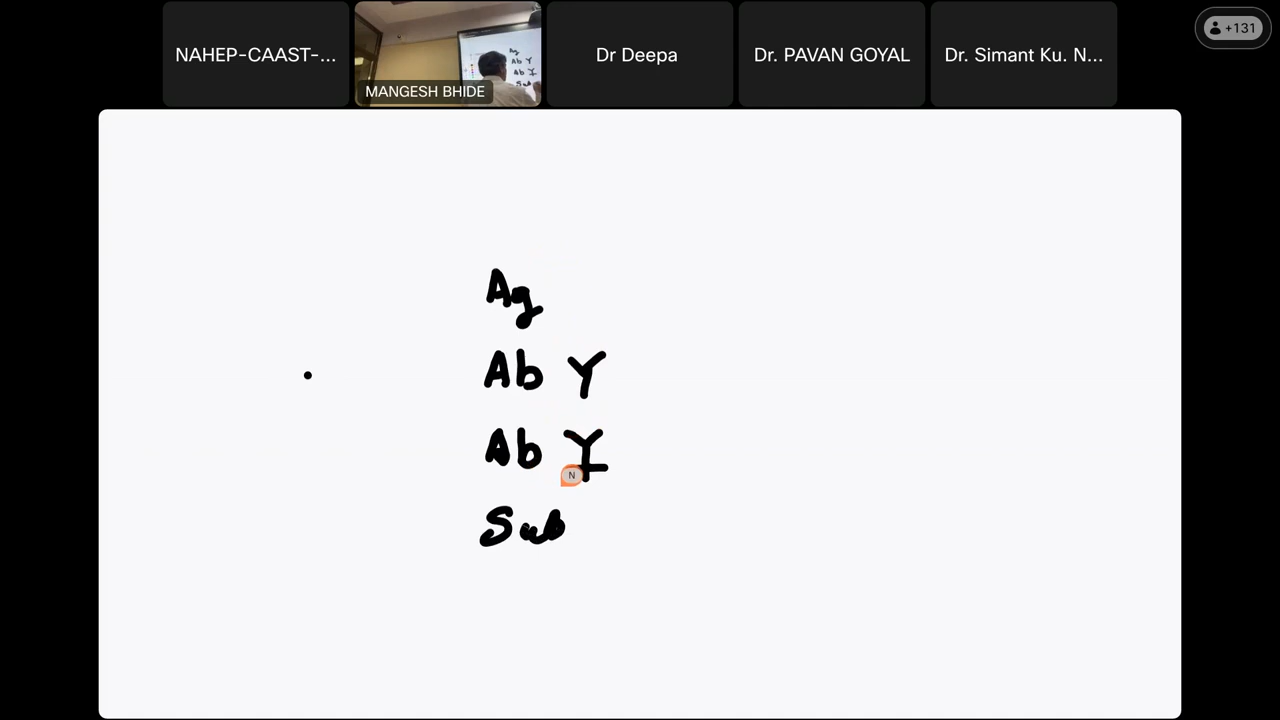 NAHEP-CAAST-...
MANGESH BHIDE
Dr Deepa
Dr. PAVAN GOYAL
Dr. Simant Ku. N...
+131
Ag
Ab Y
Ab Y
N
Sub